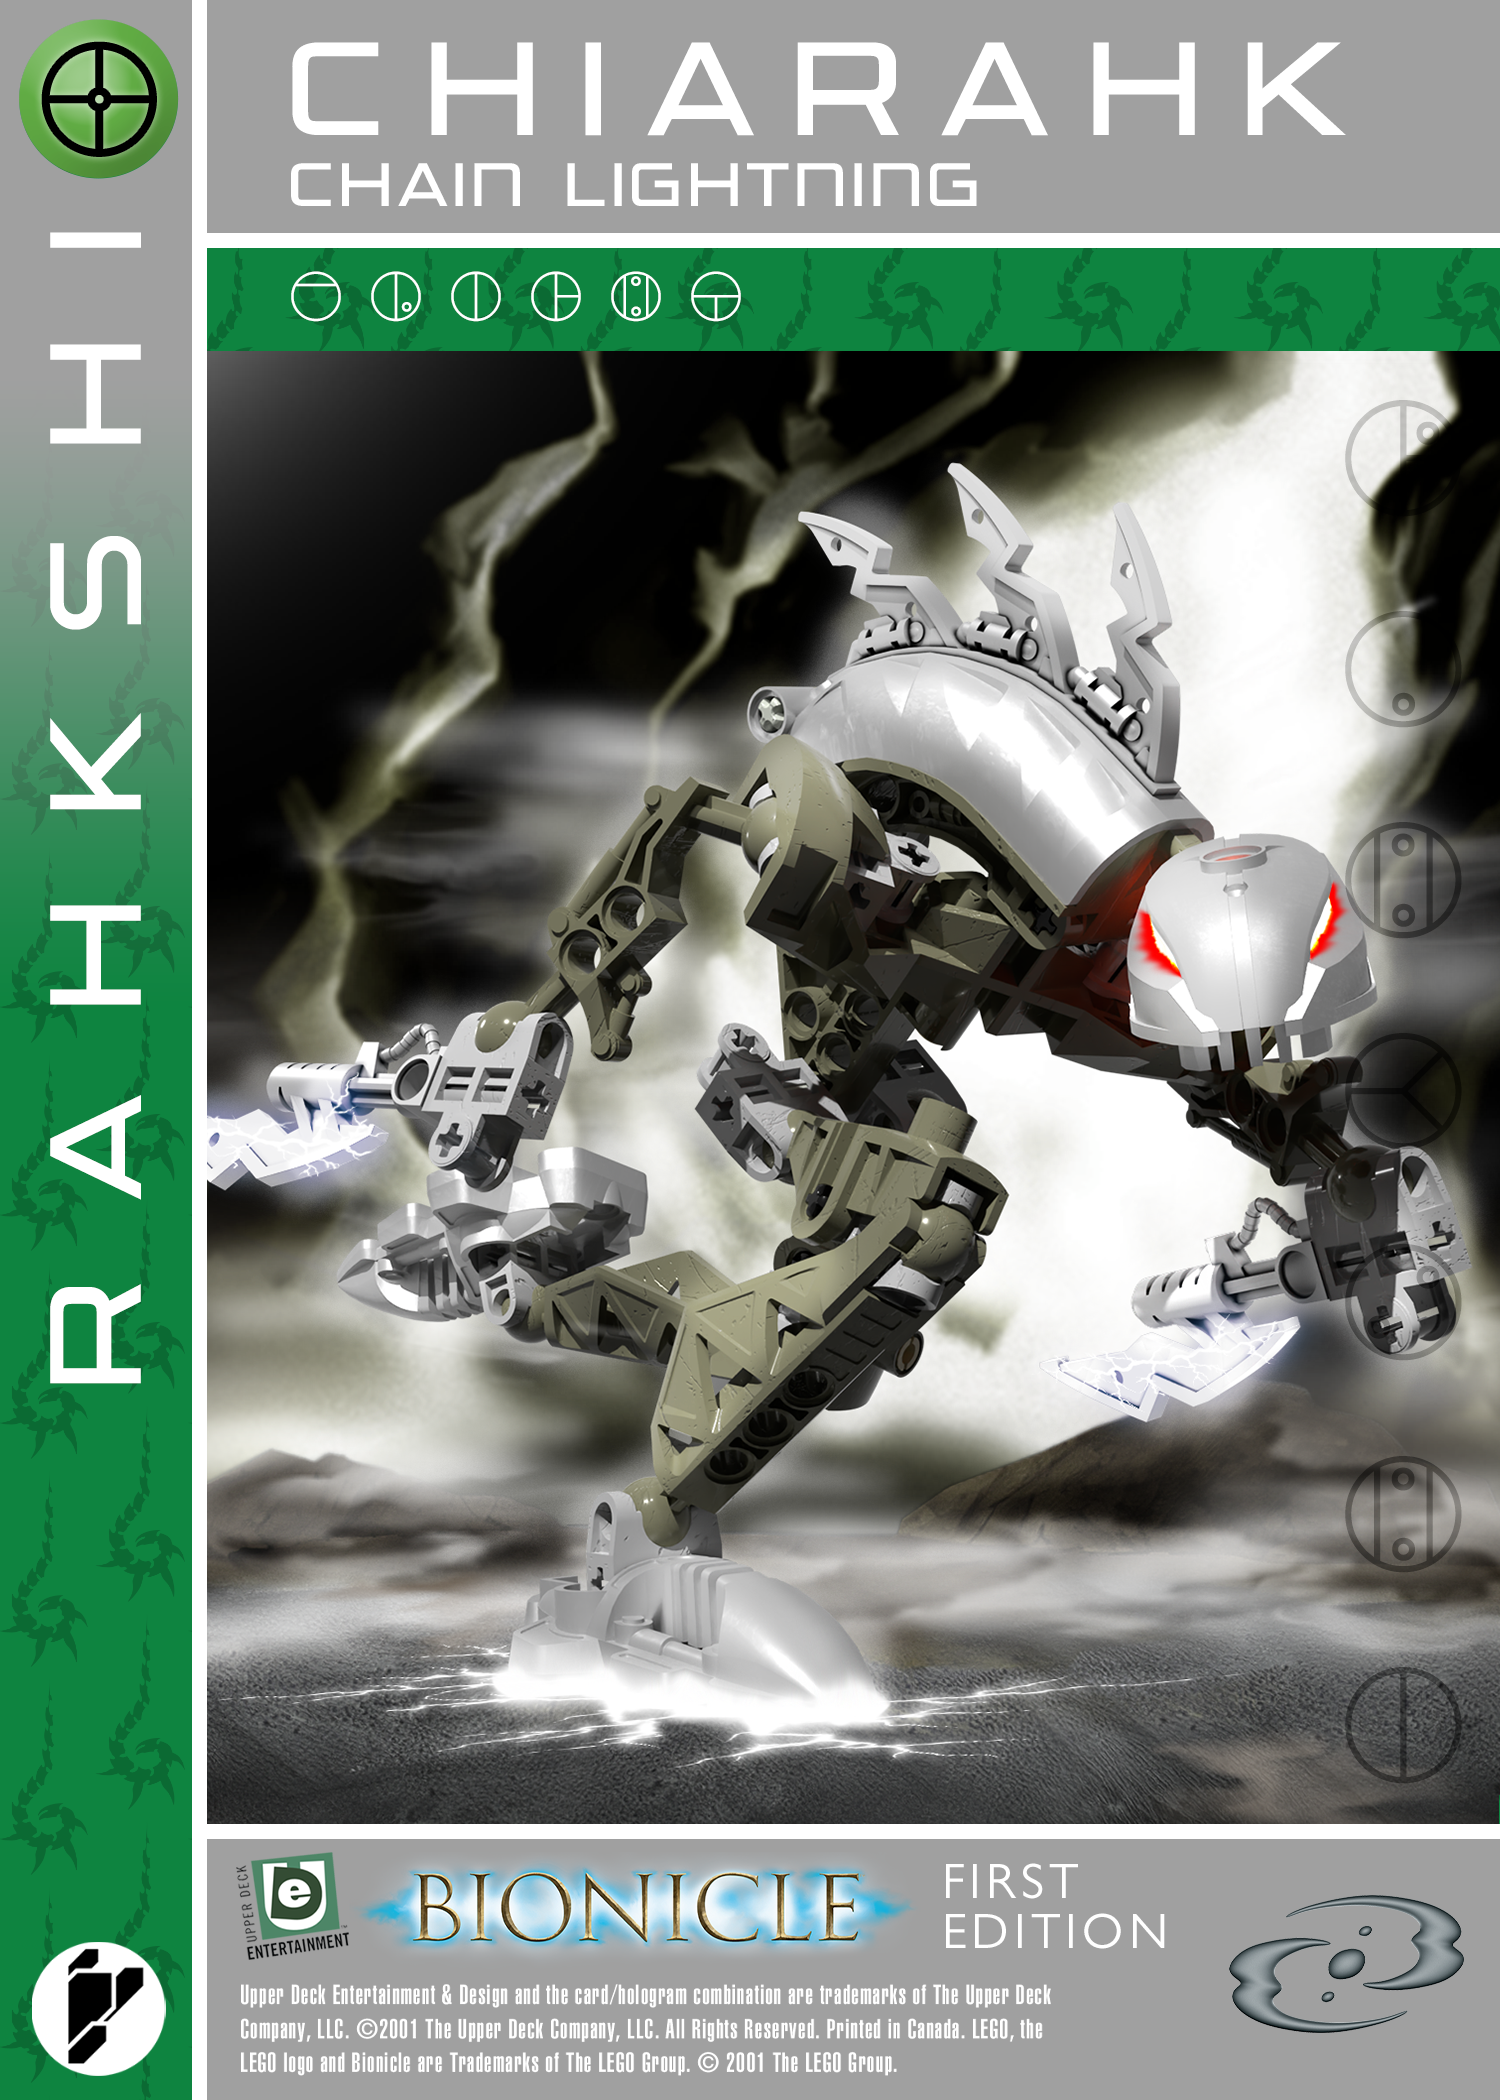 CHIARAHK
CHAIN LIGHTNING
RAHKSHI
UPPER DECK
e
ENTERTAINMENT
™
BIONICLE
FIRST
EDITION
Upper Deck Entertainment & Design and the card/hologram combination are trademarks of The Upper Deck
Company, LLC. ©2001 The Upper Deck Company, LLC. All Rights Reserved. Printed in Canada. LEGO, the
LEGO logo and Bionicle are Trademarks of The LEGO Group. © 2001 The LEGO Group.